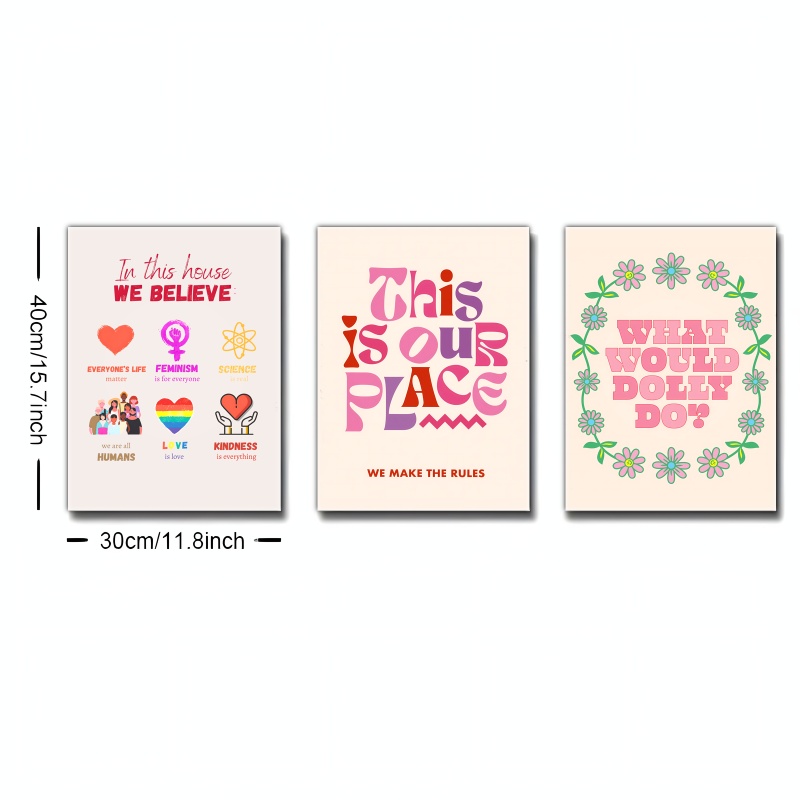 40cm/15.7inch
30cm/11.8inch
In this house
WE BELIEVE:
EVERYONE'S LIFE
matter
FEMINISM
is for everyone
SCIENCE
is real
we are all
HUMANS
LOVE
is love
KINDNESS
is everything
This
is our
PLACE
WE MAKE THE RULES
WHAT
WOULD
DOLLY
DO?